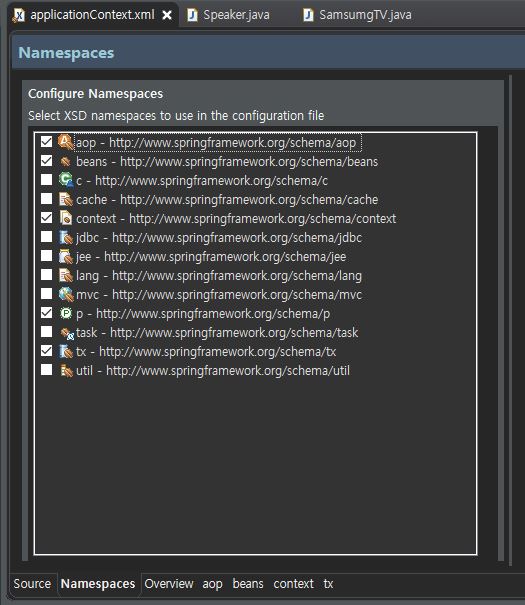 applicationContext.xml
Speaker.java
SamsumgTV.java
Namespaces
Configure Namespaces
Select XSD namespaces to use in the configuration file
aop - http://www.springframework.org/schema/aop
beans - http://www.springframework.org/schema/beans
c - http://www.springframework.org/schema/c
cache - http://www.springframework.org/schema/cache
context - http://www.springframework.org/schema/context
jdbc - http://www.springframework.org/schema/jdbc
jee - http://www.springframework.org/schema/jee
lang - http://www.springframework.org/schema/lang
mvc - http://www.springframework.org/schema/mvc
p - http://www.springframework.org/schema/p
task - http://www.springframework.org/schema/task
tx - http://www.springframework.org/schema/tx
util - http://www.springframework.org/schema/util
Source Namespaces Overview aop beans context tx